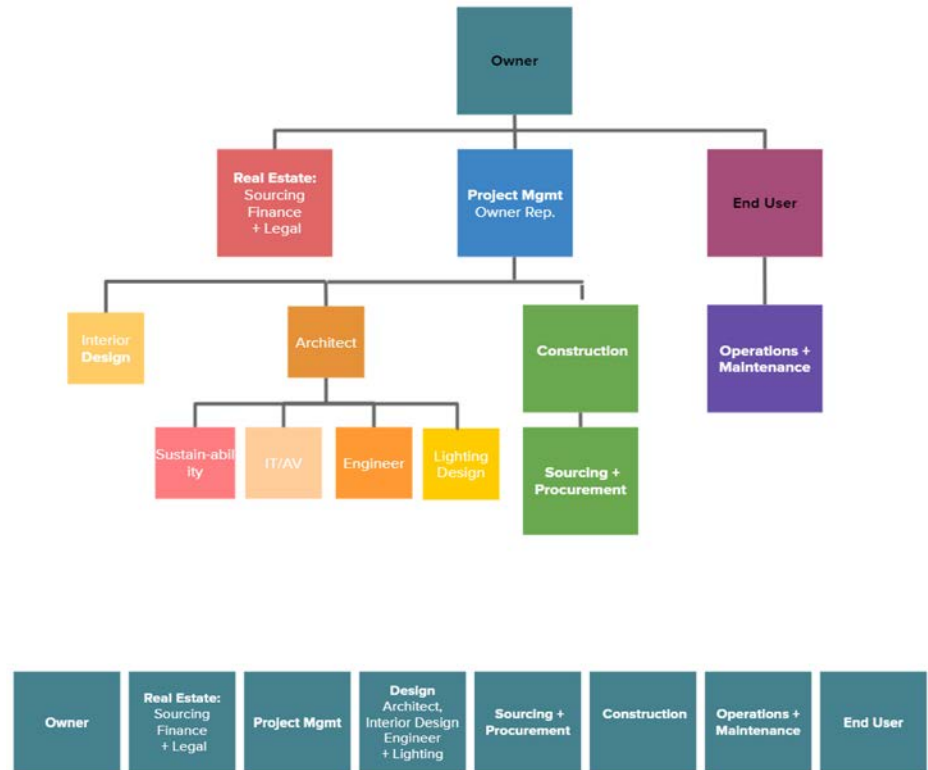 Owner
Real Estate:
Sourcing
Finance
+ Legal
Project Mgmt
Owner Rep.
End User
Interior
Design
Architect
Construction
Operations +
Maintenance
Sustain-abil
ity
IT/AV
Engineer
Lighting
Design
Sourcing +
Procurement
Owner
Real Estate:
Sourcing
Finance
+ Legal
Project Mgmt
Design
Architect,
Interior Design
Engineer
+ Lighting
Sourcing +
Procurement
Construction
Operations +
Maintenance
End User